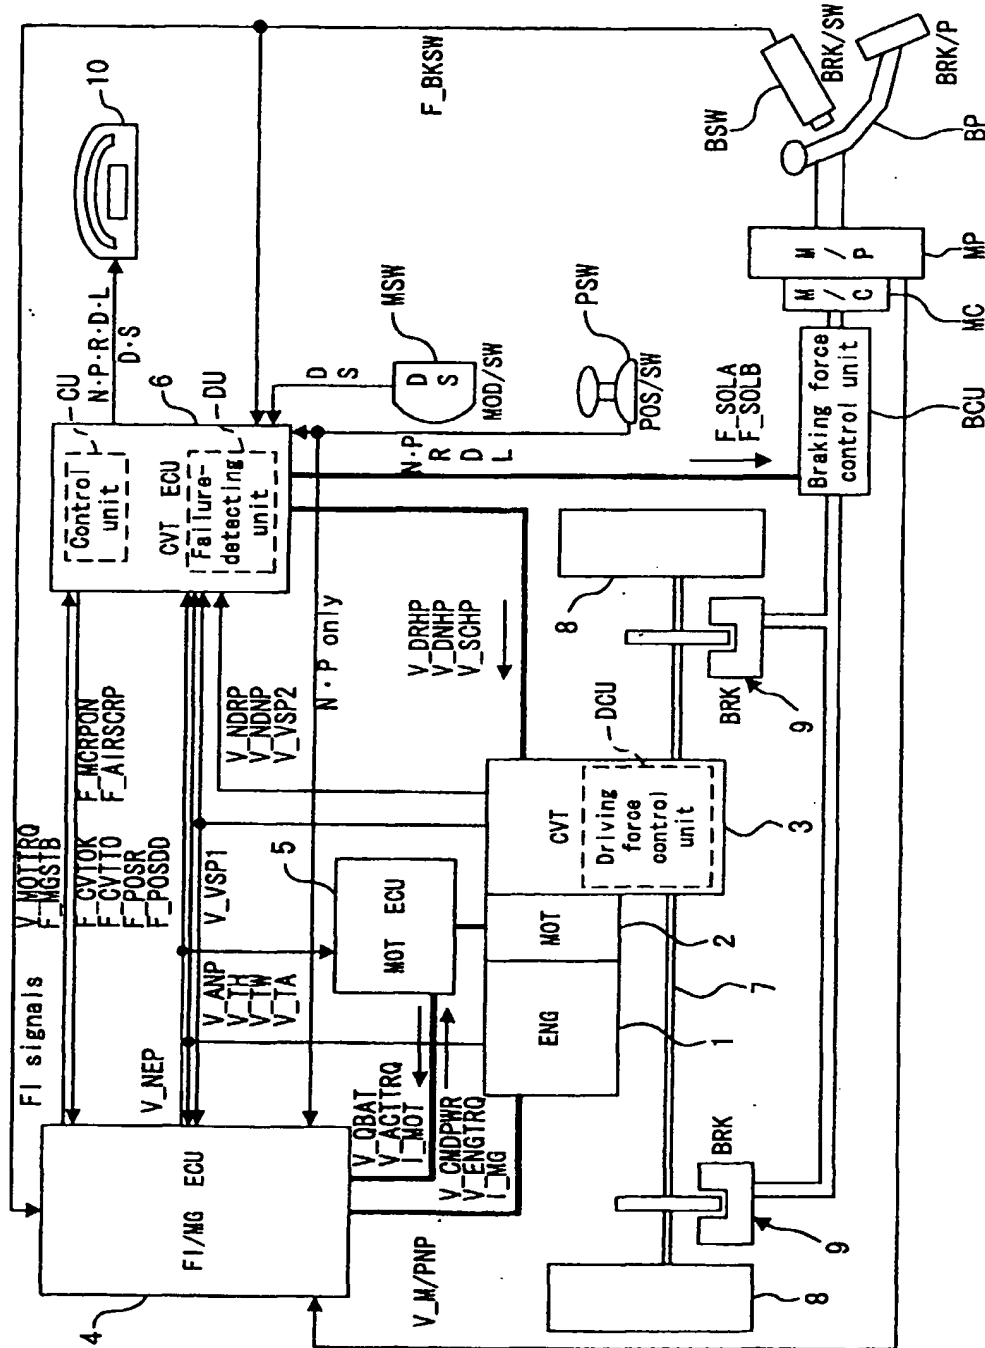 FI signals
V_MOTTRQ
F_MGSTB
F_CVTOK
F_CVTTO
F_POSR
F_POSDD
F_MCRPON
F_AIRSCRP
CU
Control
unit
6
CVT ECU
DU
Failure-
detecting
unit
N·P·R·D·L
D·S
10
F_BKSW
4
FI/MG ECU
V_NEP
V_ANP
V_TH
V_TW
V_TA
V_VSP1
V_NDRP
V_NDNP
V_VSP2
N·P only
D
S
D
S
MSW
MOD/SW
N·P
R
D
L
PSW
POS/SW
BSW
BRK/SW
BRK/P
BP
V_QBAT
V_ACTTRQ
I_MOT
V_CMDPWR
V_ENGTRQ
I_MG
5
MOT ECU
V_DRHP
V_DNHP
V_SCHP
F_SOLA
F_SOLB
V_M/PNP
ENG
MOT
CVT
Driving
force
control
unit
DCU
1
2
3
7
8
8
BRK
9
BRK
9
Braking force
control unit
BCU
M/C
MC
M/P
MP